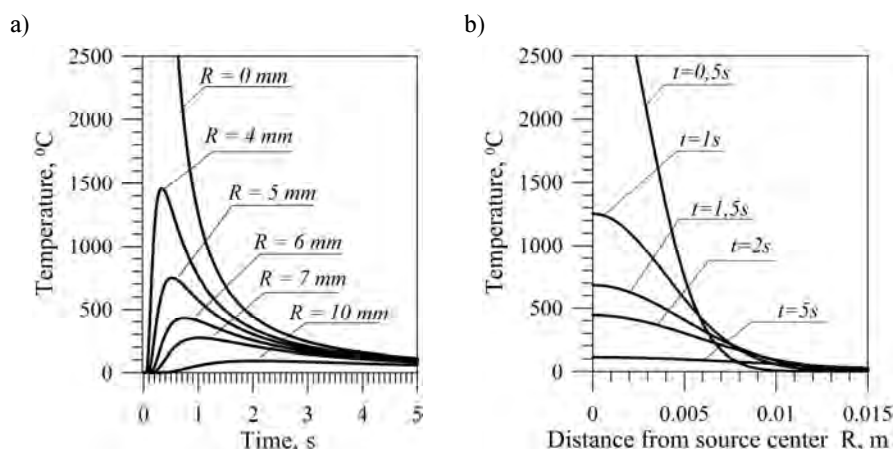 a)
2500
2000
1500
1000
500
0
Temperature, ⁰C
R = 0 mm
R = 4 mm
R = 5 mm
R = 6 mm
R = 7 mm
R = 10 mm
0 1 2 3 4 5
Time, s
b)
2500
2000
1500
1000
500
0
Temperature, ⁰C
t=0,5s
t=1s
t=1,5s
t=2s
t=5s
0 0.005 0.01 0.015
Distance from source center R, m